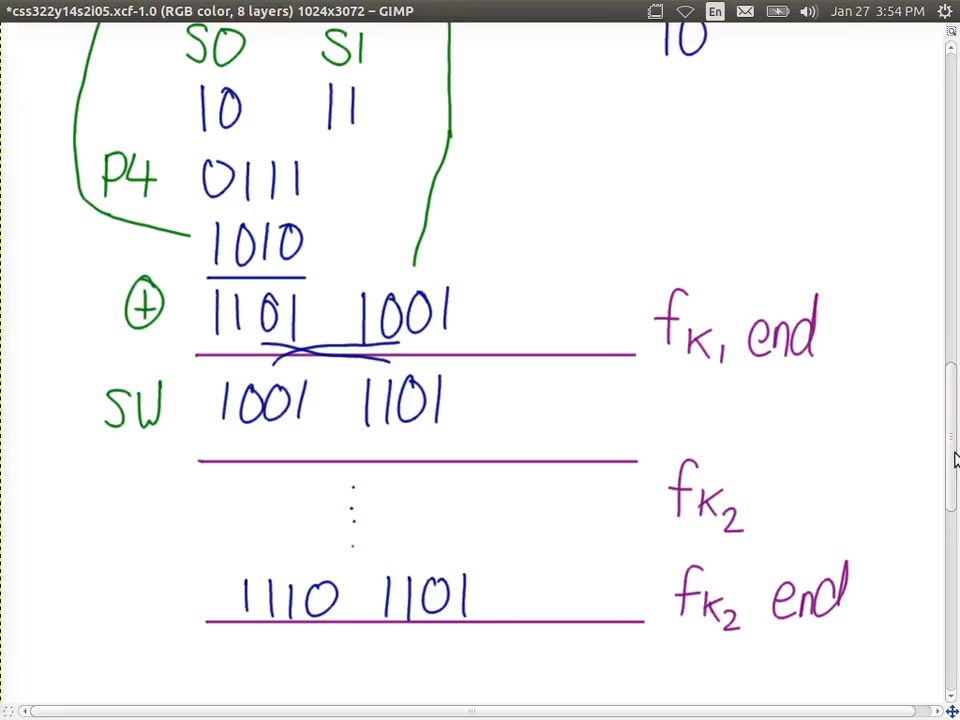 *css322y14s2i05.xcf-1.0 (RGB color, 8 layers) 1024x3072 – GIMP En Jan 27 3:54 PM
S0 S1 10
10 11
P4 0111
1010
⊕ 1101 1001 fK1 end
SW 1001 1101
fK2
1110 1101 fK2 end